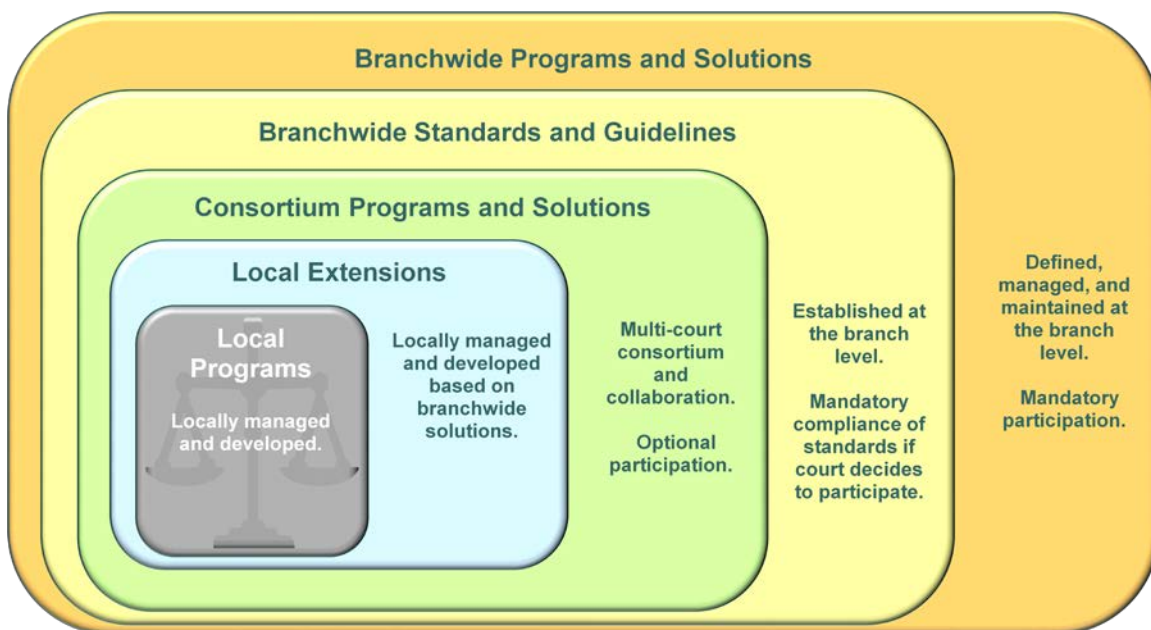 Branchwide Programs and Solutions
Branchwide Standards and Guidelines
Consortium Programs and Solutions
Local Extensions
Local
Programs
Locally managed
and developed.
Locally managed
and developed
based on
branchwide
solutions.
Multi-court
consortium
and
collaboration.
Optional
participation.
Established at
the branch
level.
Mandatory
compliance of
standards if
court decides
to participate.
Defined,
managed, and
maintained at
the branch
level.
Mandatory
participation.